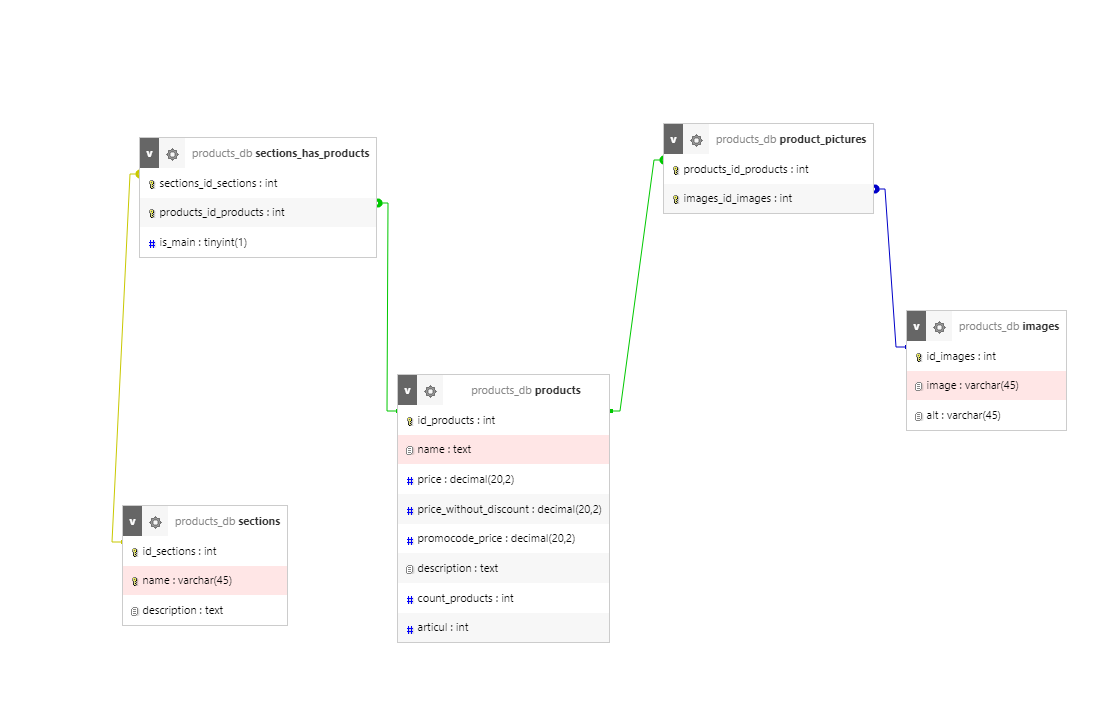 v products_db sections_has_products
sections_id_sections : int
products_id_products : int
# is_main : tinyint(1)
v products_db product_pictures
products_id_products : int
images_id_images : int
v products_db images
id_images : int
image : varchar(45)
alt : varchar(45)
v products_db products
id_products : int
name : text
# price : decimal(20,2)
# price_without_discount : decimal(20,2)
# promocode_price : decimal(20,2)
description : text
# count_products : int
# articul : int
v products_db sections
id_sections : int
name : varchar(45)
description : text